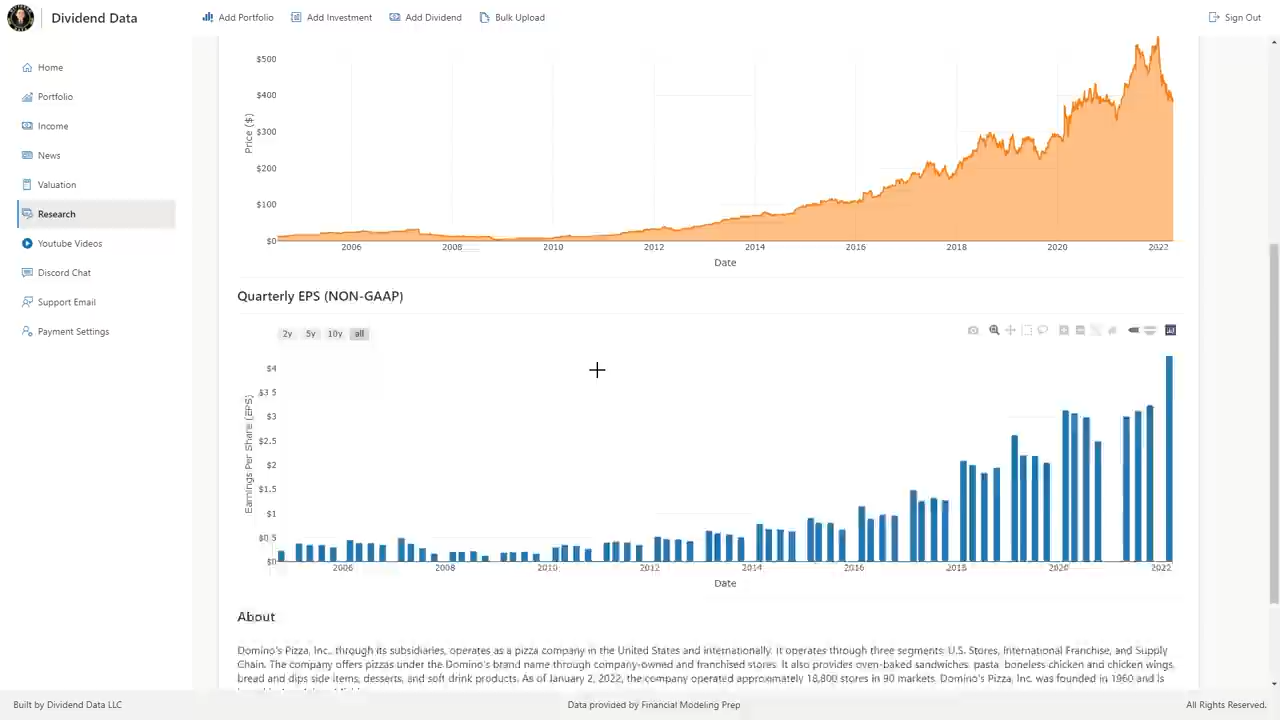 Dividend Data
Add Portfolio
Add Investment
Add Dividend
Bulk Upload
Sign Out
Home
Portfolio
Income
News
Valuation
Research
Youtube Videos
Discord Chat
Support Email
Payment Settings
$500
$400
$300
$200
$100
$0
Price ($)
2006 2008 2010 2012 2014 2016 2018 2020 2022
Date
Quarterly EPS (NON-GAAP)
2y 5y 10y all
$4
$3.5
$3
$2.5
$2
$1.5
$1
$0.5
$0
Earnings Per Share (EPS)
2006 2008 2010 2012 2014 2016 2018 2020 2022
Date
About
Domino's Pizza, Inc., through its subsidiaries, operates as a pizza company in the United States and internationally. It operates through three segments: U.S. Stores, International Franchise, and Supply
Chain. The company offers pizzas under the Domino's brand name through company-owned and franchised stores. It also provides oven-baked sandwiches, pasta, boneless chicken and chicken wings,
bread and dips side items, desserts, and soft drink products. As of January 2, 2022, the company operated approximately 18,800 stores in 90 markets. Domino's Pizza, Inc. was founded in 1960 and is
Built by Dividend Data LLC
Data provided by Financial Modeling Prep
All Rights Reserved.